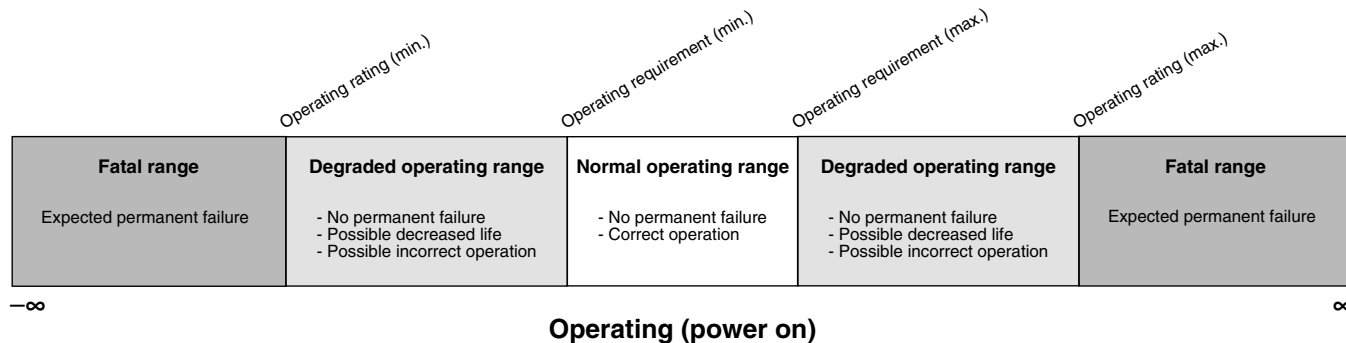 Operating rating (min.)
Operating requirement (min.)
Operating requirement (max.)
Operating rating (max.)
Fatal range
Expected permanent failure
Degraded operating range
- No permanent failure
- Possible decreased life
- Possible incorrect operation
Normal operating range
- No permanent failure
- Correct operation
Degraded operating range
- No permanent failure
- Possible decreased life
- Possible incorrect operation
Fatal range
Expected permanent failure
–∞
∞
Operating (power on)